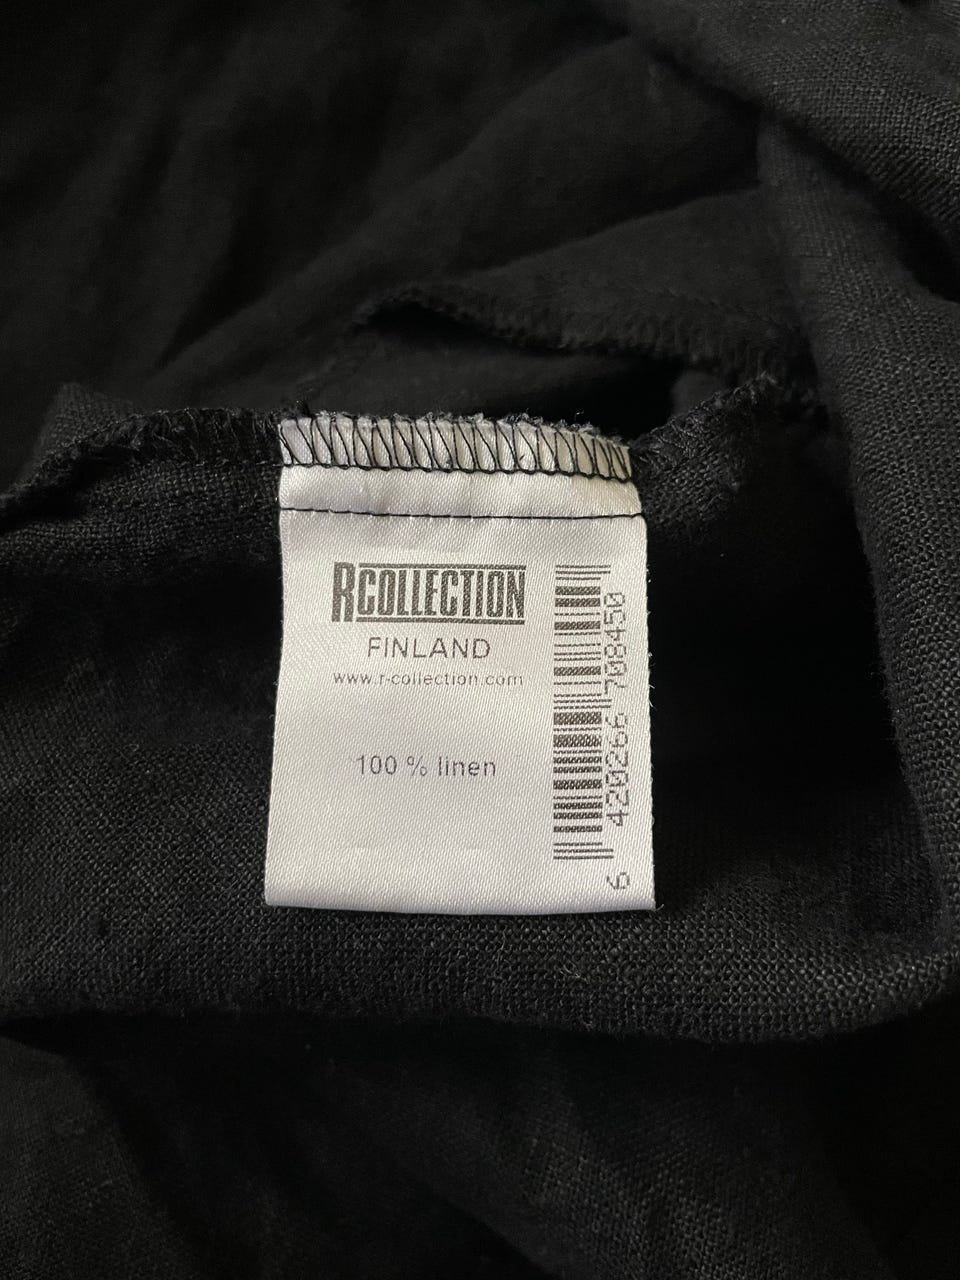 RCOLLECTION
FINLAND
www.r-collection.com
100 % linen
6 420266 708450